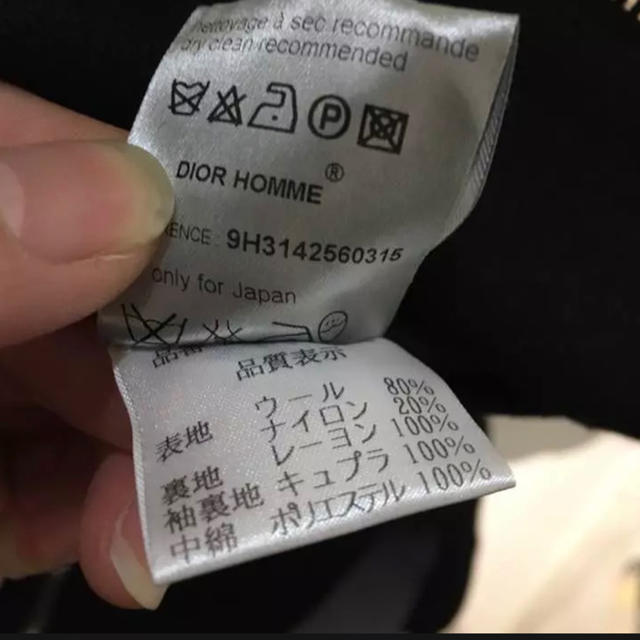 nettoyage à sec recommande
dry clean recommended
P
DIOR HOMME®
ENCE : 9H3142560315
only for Japan
品質表示
表地 ウール 80%
ナイロン 20%
裏地 レーヨン 100%
袖裏地 キュプラ 100%
中綿 ポリエステル 100%